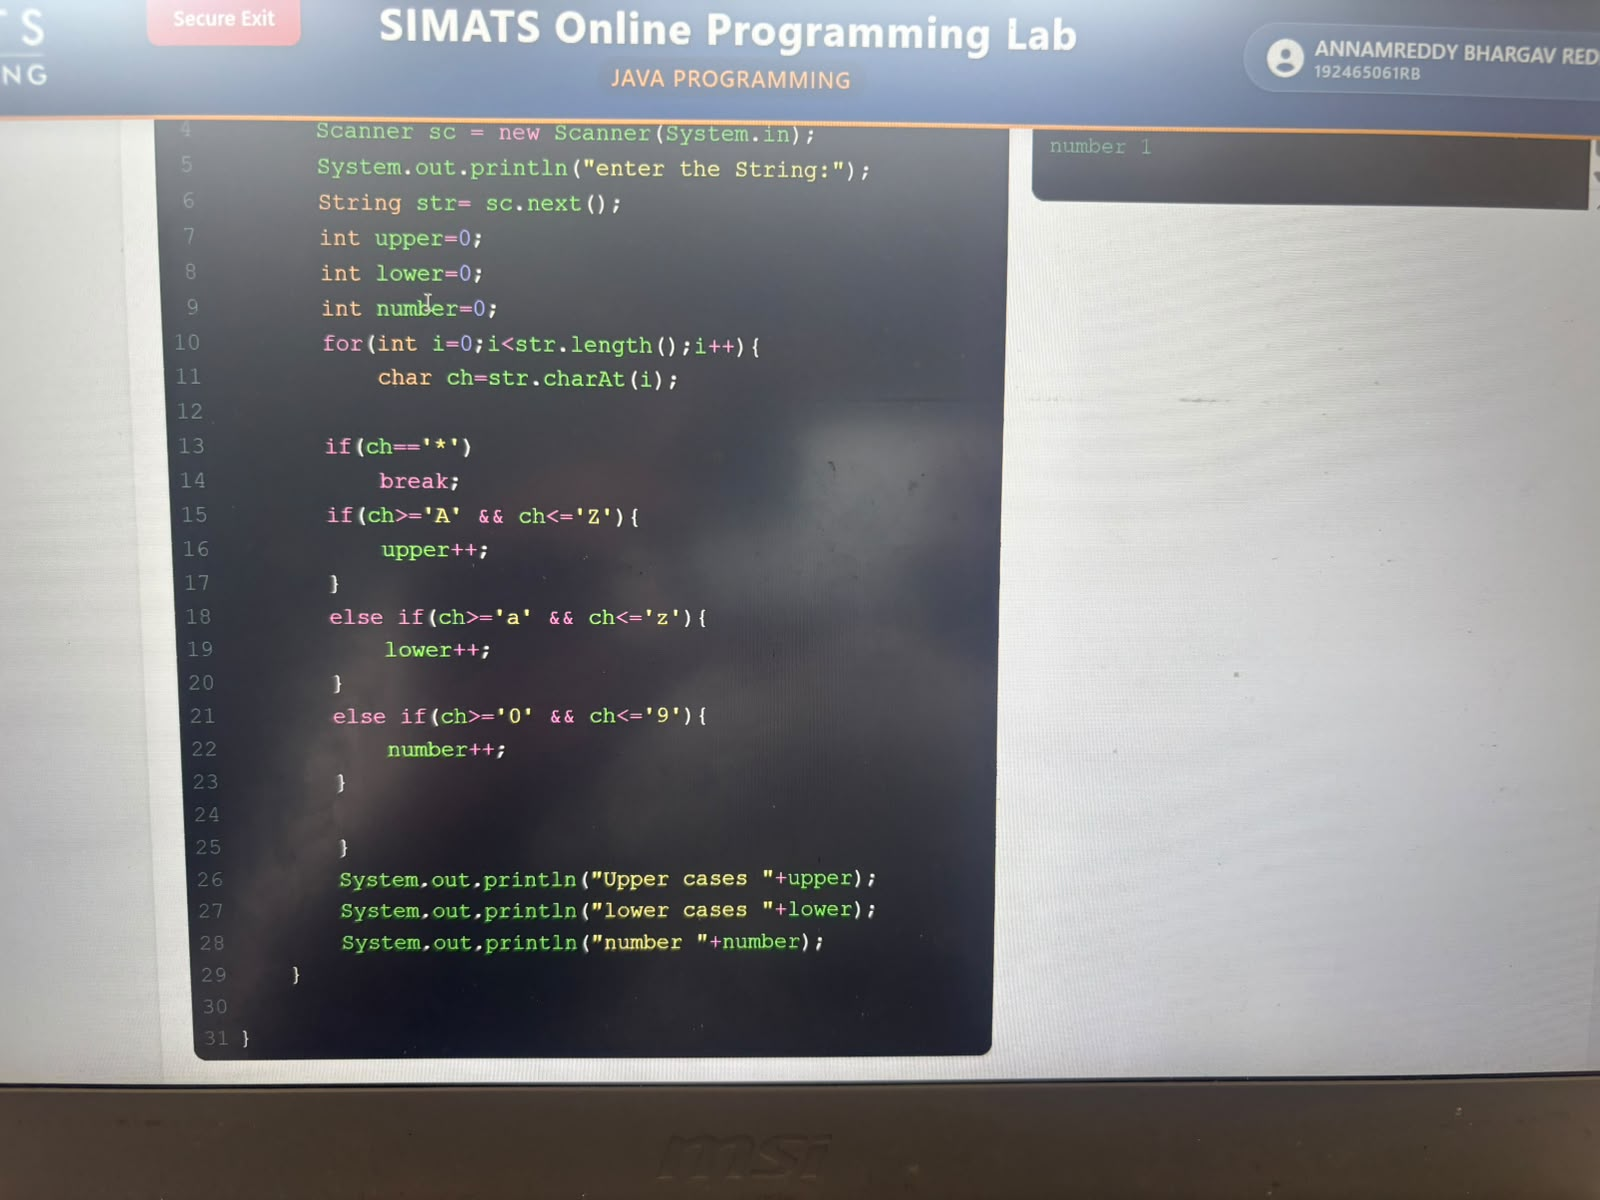 TS
NG
Secure Exit
SIMATS Online Programming Lab
JAVA PROGRAMMING
ANNAMREDDY BHARGAV RED
192465061RB
4 Scanner sc = new Scanner(System.in);
5 System.out.println("enter the String:");
6 String str= sc.next();
7 int upper=0;
8 int lower=0;
9 int number=0;
10 for(int i=0;i<str.length();i++){
11 char ch=str.charAt(i);
12
13 if(ch=='*')
14 break;
15 if(ch>='A' && ch<='Z'){
16 upper++;
17 }
18 else if(ch>='a' && ch<='z'){
19 lower++;
20 }
21 else if(ch>='0' && ch<='9'){
22 number++;
23 }
24
25 }
26 System.out.println("Upper cases "+upper);
27 System.out.println("lower cases "+lower);
28 System.out.println("number "+number);
29 }
30
31 }
number 1
msi